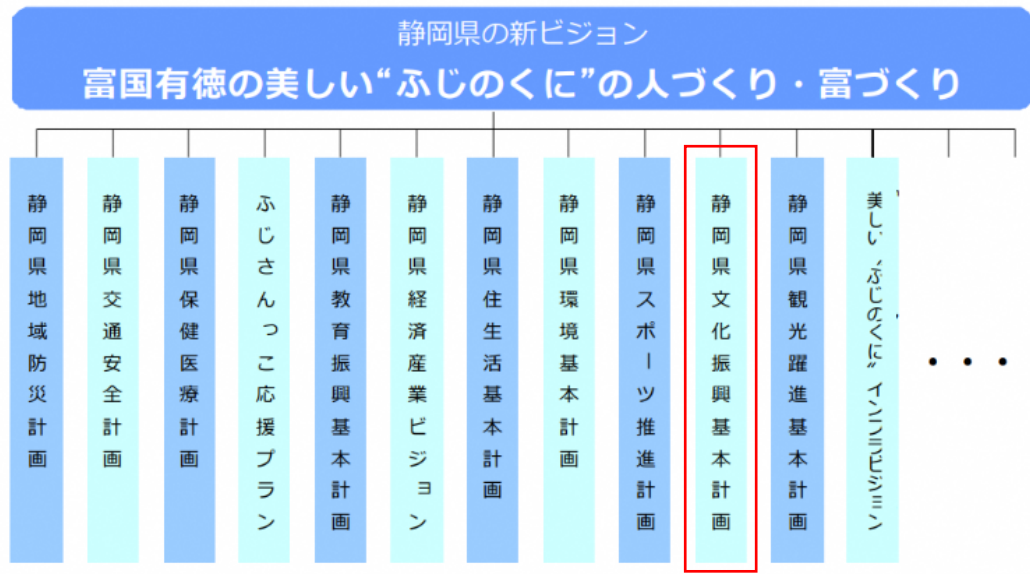 静岡県の新ビジョン
富国有徳の美しい“ふじのくに”の人づくり・富づくり
静岡県地域防災計画
静岡県交通安全計画
静岡県保健医療計画
ふじさんっこ応援プラン
静岡県教育振興基本計画
静岡県経済産業ビジョン
静岡県住生活基本計画
静岡県環境基本計画
静岡県スポーツ推進計画
静岡県文化振興基本計画
静岡県観光躍進基本計画
美しい“ふじのくに”インフラビジョン
・・・